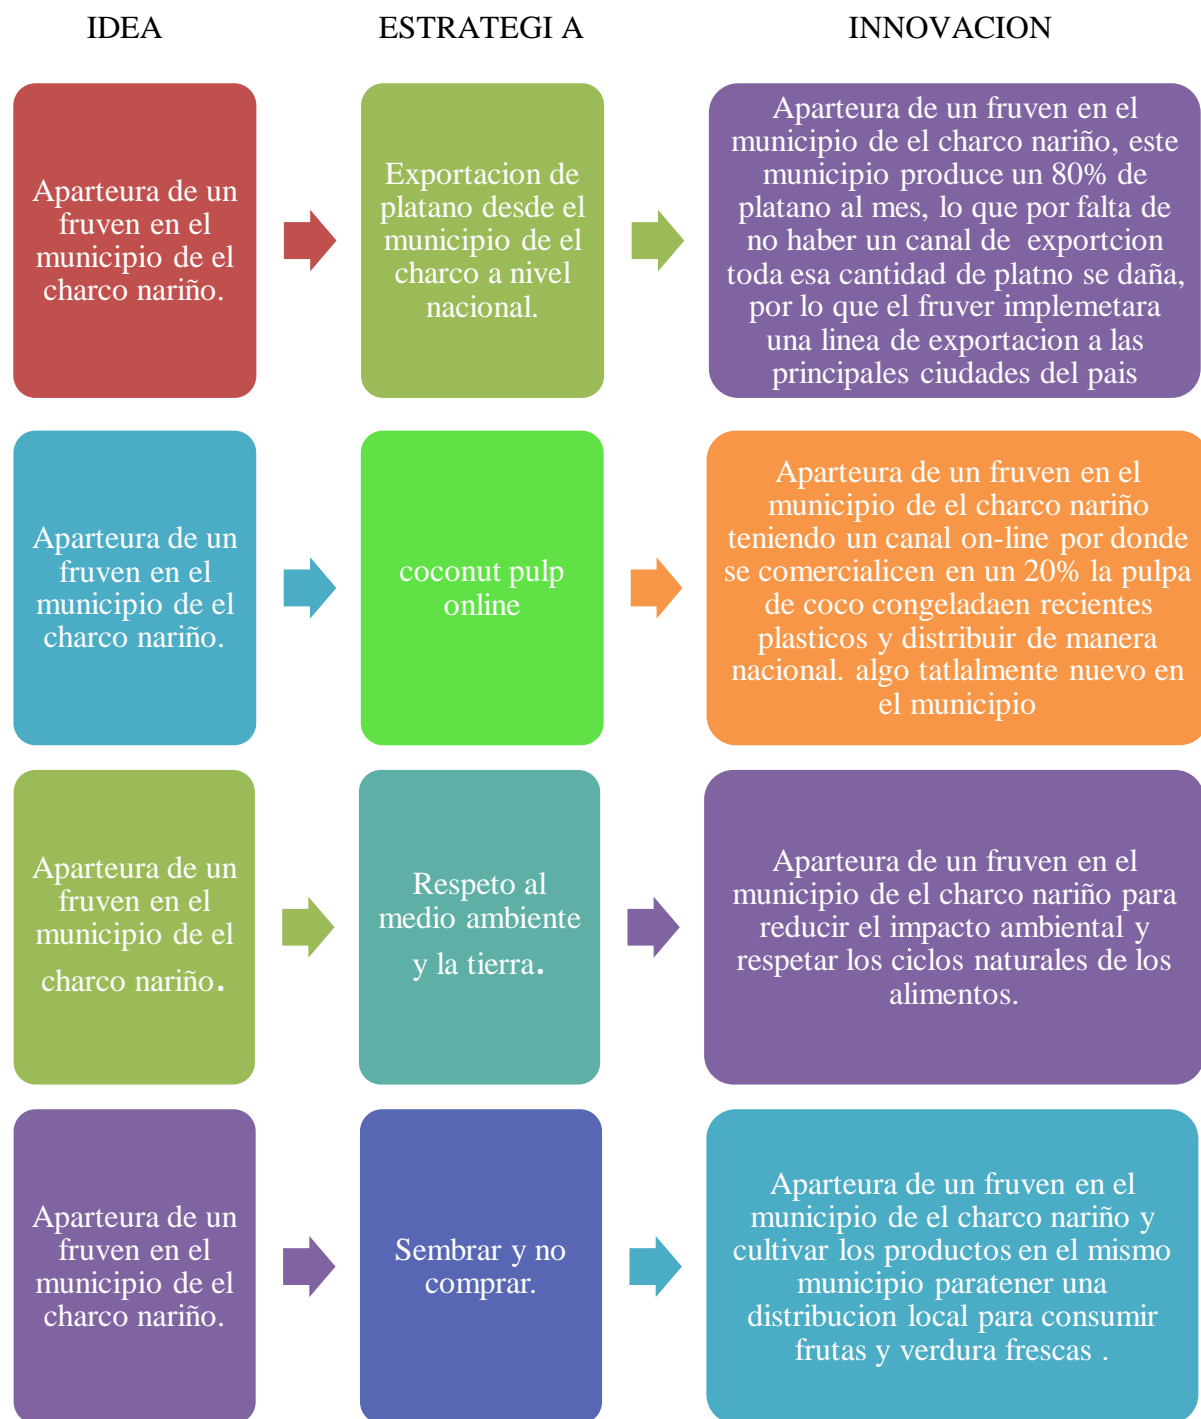 IDEA
ESTRATEGI A
INNOVACION
Aparteura de un
fruven en el
municipio de el
charco nariño.
Exportacion de
platano desde el
municipio de el
charco a nivel
nacional.
Aparteura de un fruven en el
municipio de el charco nariño, este
municipio produce un 80% de
platano al mes, lo que por falta de
no haber un canal de exportcion
toda esa cantidad de platno se daña,
por lo que el fruver implemetara
una linea de exportacion a las
principales ciudades del pais
Aparteura de un
fruven en el
municipio de el
charco nariño.
coconut pulp
online
Aparteura de un fruven en el
municipio de el charco nariño
teniendo un canal on-line por donde
se comercialicen en un 20% la pulpa
de coco congeladaen recientes
plasticos y distribuir de manera
nacional. algo tatlalmente nuevo en
el municipio
Aparteura de un
fruven en el
municipio de el
charco nariño.
Respeto al
medio ambiente
y la tierra.
Aparteura de un fruven en el
municipio de el charco nariño para
reducir el impacto ambiental y
respetar los ciclos naturales de los
alimentos.
Aparteura de un
fruven en el
municipio de el
charco nariño.
Sembrar y no
comprar.
Aparteura de un fruven en el
municipio de el charco nariño y
cultivar los productos en el mismo
municipio paratener una
distribucion local para consumir
frutas y verdura frescas .